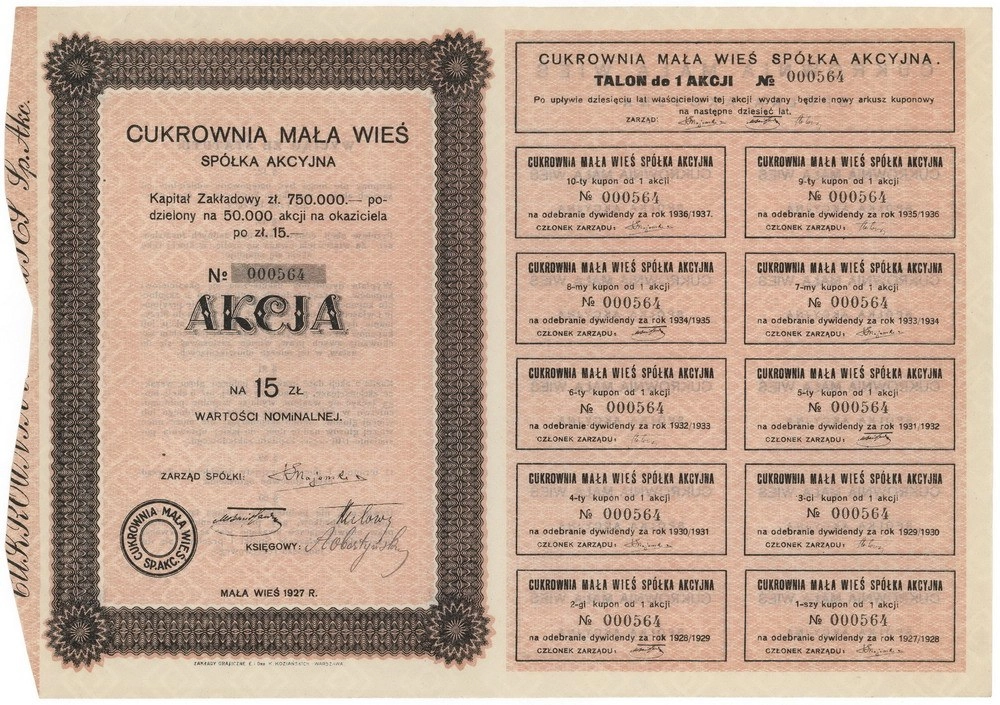 CUKROWNIA MAŁA WIEŚ
SPÓŁKA AKCYJNA
Kapitał Zakładowy zł. 750.000.— po-
dzielony na 50.000 akcji na okaziciela
po zł. 15.—
№ 000564
AKCJA
NA 15 ZŁ
WARTOŚCI NOMINALNEJ.
ZARZĄD SPÓŁKI:
CUKROWNIA MAŁA WIEŚ
SP. AKC.
KSIĘGOWY:
MAŁA WIEŚ 1927 R.
Sp. Akc.
CUKROWNIA MAŁA WIEŚ SPÓŁKA AKCYJNA.
TALON de 1 AKCJI № 000564
Po upływie dziesięciu lat właścicielowi tej akcji wydany będzie nowy arkusz kuponowy
na następne dziesięć lat.
ZARZĄD:
CUKROWNIA MAŁA WIEŚ SPÓŁKA AKCYJNA
10-ty kupon od 1 akcji
№ 000564
na odebranie dywidendy za rok 1936/1937.
CZŁONEK ZARZĄDU:
CUKROWNIA MAŁA WIEŚ SPÓŁKA AKCYJNA
9-ty kupon od 1 akcji
№ 000564
na odebranie dywidendy za rok 1935/1936
CZŁONEK ZARZĄDU:
CUKROWNIA MAŁA WIEŚ SPÓŁKA AKCYJNA
8-my kupon od 1 akcji
№ 000564
na odebranie dywidendy za rok 1934/1935
CZŁONEK ZARZĄDU:
CUKROWNIA MAŁA WIEŚ SPÓŁKA AKCYJNA
7-my kupon od 1 akcji
№ 000564
na odebranie dywidendy za rok 1933/1934
CZŁONEK ZARZĄDU:
CUKROWNIA MAŁA WIEŚ SPÓŁKA AKCYJNA
6-ty kupon od 1 akcji
№ 000564
na odebranie dywidendy za rok 1932/1933
CZŁONEK ZARZĄDU:
CUKROWNIA MAŁA WIEŚ SPÓŁKA AKCYJNA
5-ty kupon od 1 akcji
№ 000564
na odebranie dywidendy za rok 1931/1932
CZŁONEK ZARZĄDU:
CUKROWNIA MAŁA WIEŚ SPÓŁKA AKCYJNA
4-ty kupon od 1 akcji
№ 000564
na odebranie dywidendy za rok 1930/1931
CZŁONEK ZARZĄDU:
CUKROWNIA MAŁA WIEŚ SPÓŁKA AKCYJNA
3-ci kupon od 1 akcji
№ 000564
na odebranie dywidendy za rok 1929/1930
CZŁONEK ZARZĄDU:
CUKROWNIA MAŁA WIEŚ SPÓŁKA AKCYJNA
2-gi kupon od 1 akcji
№ 000564
na odebranie dywidendy za rok 1928/1929
CZŁONEK ZARZĄDU:
CUKROWNIA MAŁA WIEŚ SPÓŁKA AKCYJNA
1-szy kupon od 1 akcji
№ 000564
na odebranie dywidendy za rok 1927/1928
CZŁONEK ZARZĄDU: